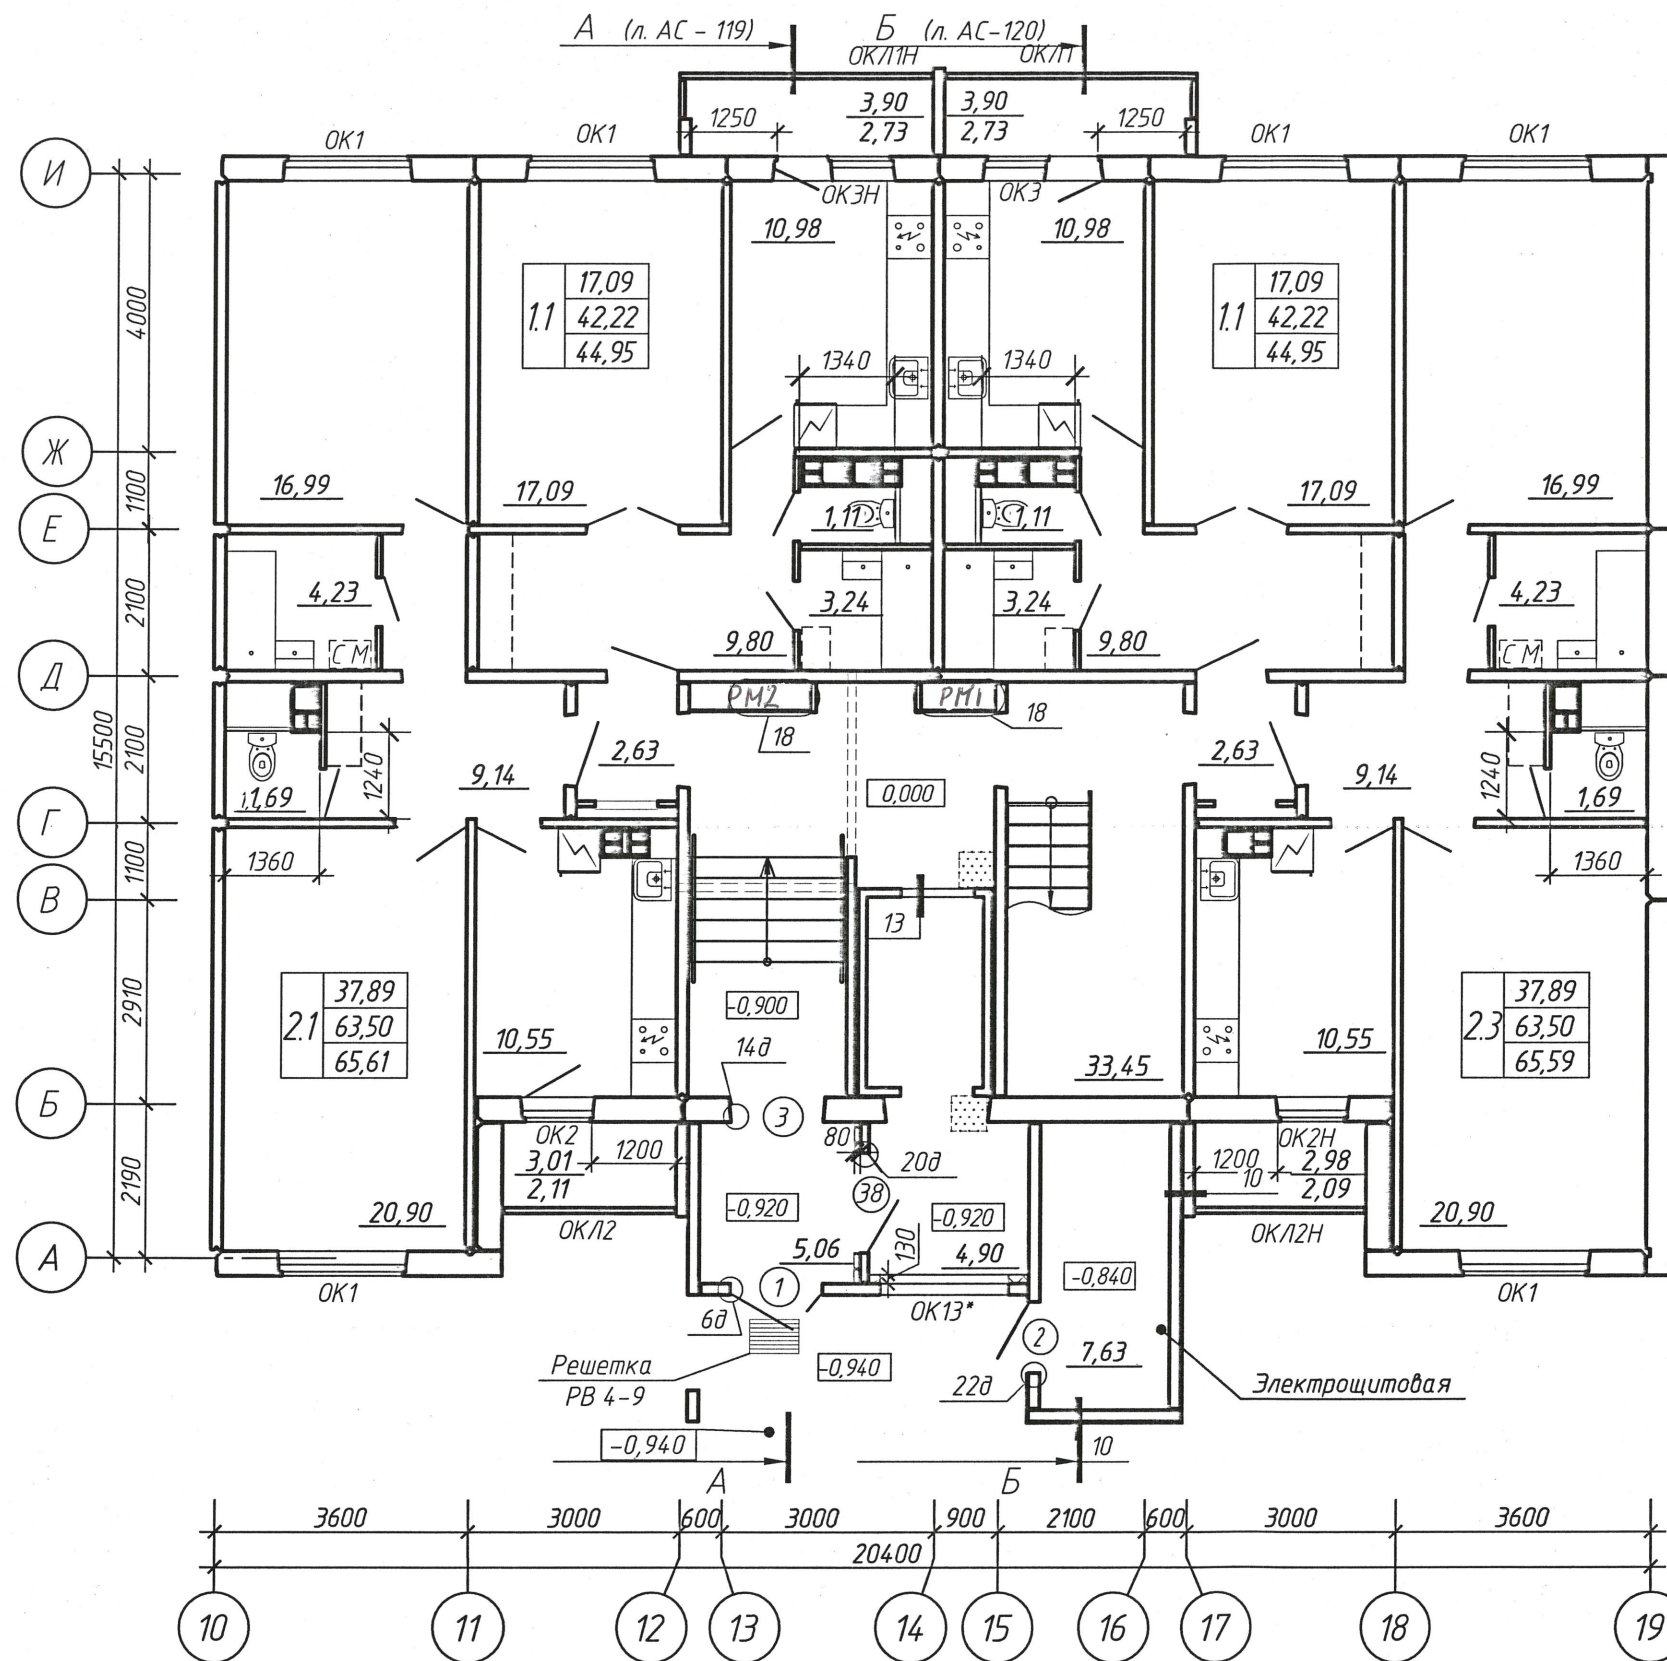 А (л. АС - 119) Б (л. АС-120)
ОКЛ1Н ОКЛ1
3,90 3,90
1250 2,73 2,73 1250
ОК1 ОК1 ОК1 ОК1
И
ОК3Н ОК3
10,98 10,98
17,09 17,09
1.1 42,22 1.1 42,22
44,95 44,95
4000
1340 1340
Ж
16,99 17,09 17,09 16,99
1100
1,11 1,11
Е
4,23 3,24 3,24 4,23
2100
9,80 9,80
СМ СМ
Д
РМ2 РМ1
18 18
15500
2100
2,63 2,63
1240 1240
9,14 9,14
0,000
1,69 1,69
Г
1360 1360
1100
В
13
2910
37,89 37,89
2.1 63,50 2.3 63,50
65,61 65,59
-0,900
10,55 14д 10,55
33,45
Б
3
ОК2 80 ОК2Н
3,01 1200 20д 1200 2,98
2,11 10 2,09
38
2190
20,90 -0,920 -0,920 20,90
ОКЛ2 ОКЛ2Н
5,06 130 4,90
А
-0,840
ОК1 1 ОК13* ОК1
6д
2
7,63
Решетка
РВ 4-9
-0,940
22д Электрощитовая
-0,940 10
А Б
3600 3000 600 3000 900 2100 600 3000 3600
20400
10 11 12 13 14 15 16 17 18 19